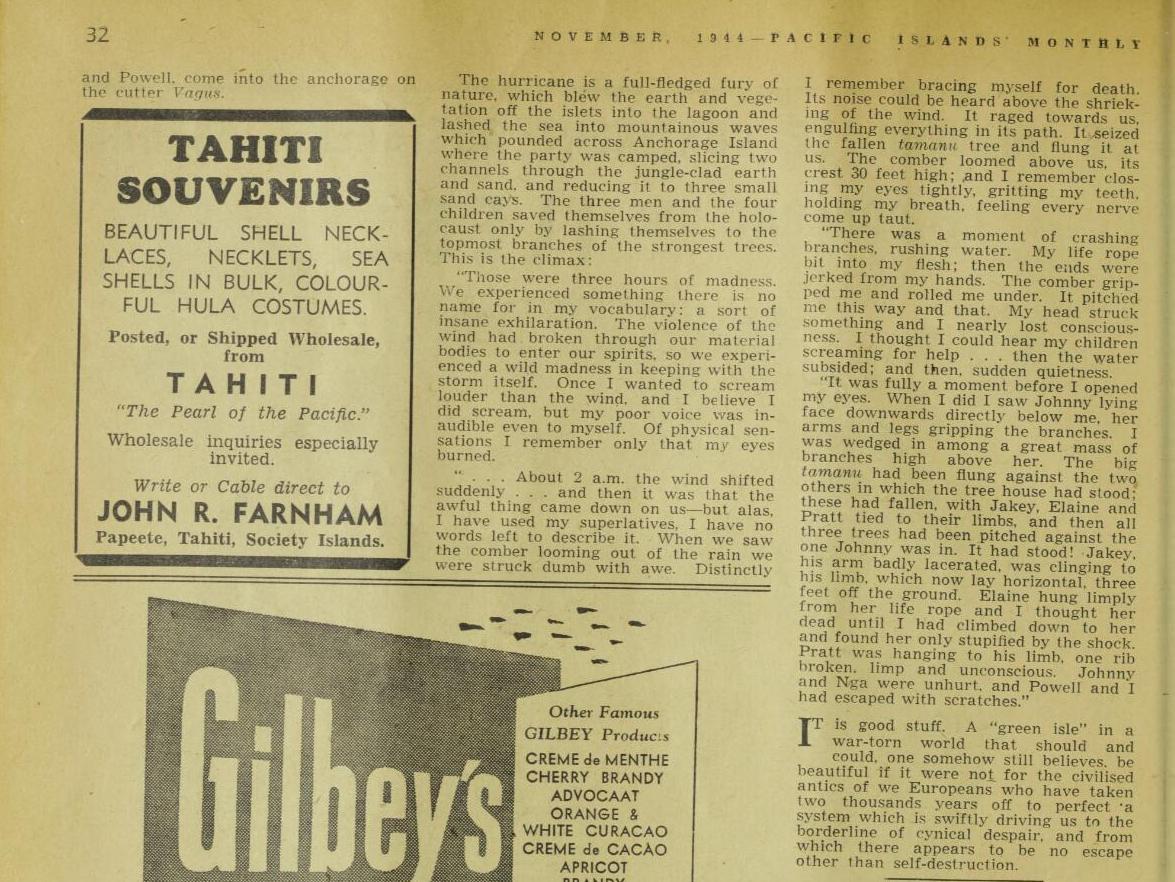 32
NOVEMBER, 1944—PACIFIC ISLANDS' MONTHLY
and Powell, come into the anchorage on
the cutter Vagus.
TAHITI
SOUVENIRS
BEAUTIFUL SHELL NECK-
LACES, NECKLETS, SEA
SHELLS IN BULK, COLOUR-
FUL HULA COSTUMES.
Posted, or Shipped Wholesale,
from
TAHITI
"The Pearl of the Pacific."
Wholesale inquiries especially
invited.
Write or Cable direct to
JOHN R. FARNHAM
Papeete, Tahiti, Society Islands.
The hurricane is a full-fledged fury of
nature, which blew the earth and vege-
tation off the islets into the lagoon and
lashed the sea into mountainous waves
which pounded across Anchorage Island
where the party was camped, slicing two
channels through the jungle-clad earth
and sand, and reducing it to three small
sand cays. The three men and the four
children saved themselves from the holo-
caust only by lashing themselves to the
topmost branches of the strongest trees.
This is the climax:
"Those were three hours of madness.
We experienced something there is no
name for in my vocabulary: a sort of
insane exhilaration. The violence of the
wind had broken through our material
bodies to enter our spirits, so we experi-
enced a wild madness in keeping with the
storm itself. Once I wanted to scream
louder than the wind, and I believe I
did scream, but my poor voice was in-
audible even to myself. Of physical sen-
sations I remember only that my eyes
burned.
". . . About 2 a.m. the wind shifted
suddenly . . . and then it was that the
awful thing came down on us—but alas,
I have used my superlatives, I have no
words left to describe it. When we saw
the comber looming out of the rain we
were struck dumb with awe. Distinctly
I remember bracing myself for death.
Its noise could be heard above the shriek-
ing of the wind. It raged towards us,
engulfing everything in its path. It seized
the fallen tamanu tree and flung it at
us. The comber loomed above us, its
crest 30 feet high; and I remember clos-
ing my eyes tightly, gritting my teeth,
holding my breath, feeling every nerve
come up taut.
"There was a moment of crashing
branches, rushing water. My life rope
bit into my flesh; then the ends were
jerked from my hands. The comber grip-
ped me and rolled me under. It pitched
me this way and that. My head struck
something and I nearly lost conscious-
ness. I thought I could hear my children
screaming for help . . . then the water
subsided; and then, sudden quietness.
"It was fully a moment before I opened
my eyes. When I did I saw Johnny lying
face downwards directly below me, her
arms and legs gripping the branches. I
was wedged in among a great mass of
branches high above her. The big
tamanu had been flung against the two
others in which the tree house had stood;
these had fallen, with Jakey, Elaine and
Pratt tied to their limbs, and then all
three trees had been pitched against the
one Johnny was in. It had stood! Jakey,
his arm badly lacerated, was clinging to
his limb, which now lay horizontal, three
feet off the ground. Elaine hung limply
from her life rope and I thought her
dead until I had climbed down to her
and found her only stupified by the shock.
Pratt was hanging to his limb, one rib
broken, limp and unconscious. Johnny
and Nga were unhurt, and Powell and I
had escaped with scratches."
IT is good stuff. A "green isle" in a
war-torn world that should and
could, one somehow still believes, be
beautiful if it were not for the civilised
antics of we Europeans who have taken
two thousands years off to perfect a
system which is swiftly driving us to the
borderline of cynical despair, and from
which there appears to be no escape
other than self-destruction.
Gilbey's
Other Famous
GILBEY Products
CREME de MENTHE
CHERRY BRANDY
ADVOCAAT
ORANGE &
WHITE CURACAO
CREME de CACAO
APRICOT
BRANDY